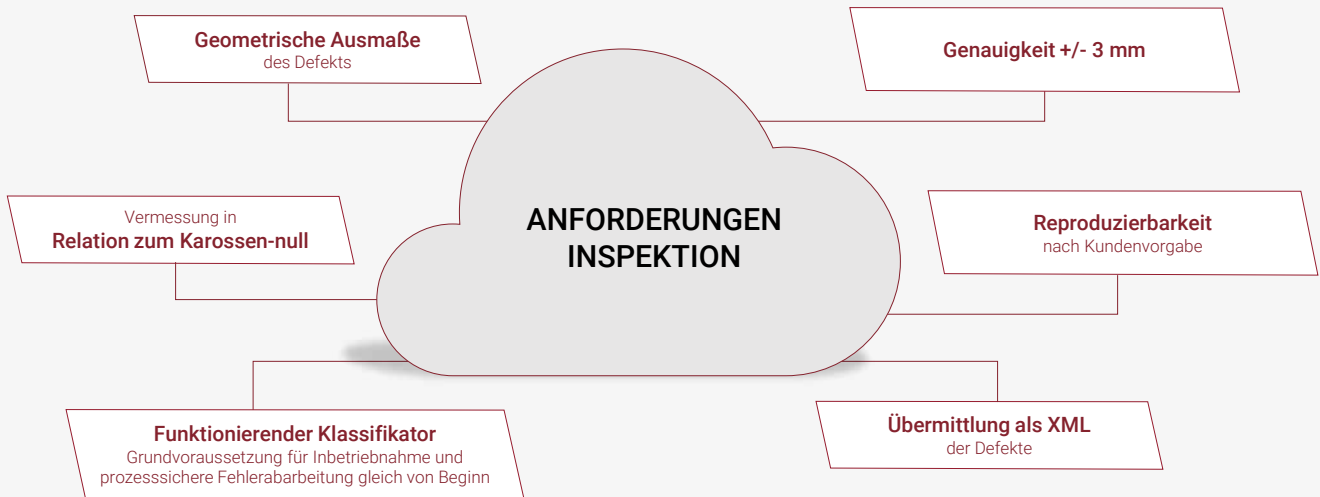 Geometrische Ausmaße
des Defekts
Genauigkeit +/- 3 mm
ANFORDERUNGEN
INSPEKTION
Vermessung in
Relation zum Karossen-null
Reproduzierbarkeit
nach Kundenvorgabe
Funktionierender Klassifikator
Grundvoraussetzung für Inbetriebnahme und
prozesssichere Fehlerabarbeitung gleich von Beginn
Übermittlung als XML
der Defekte